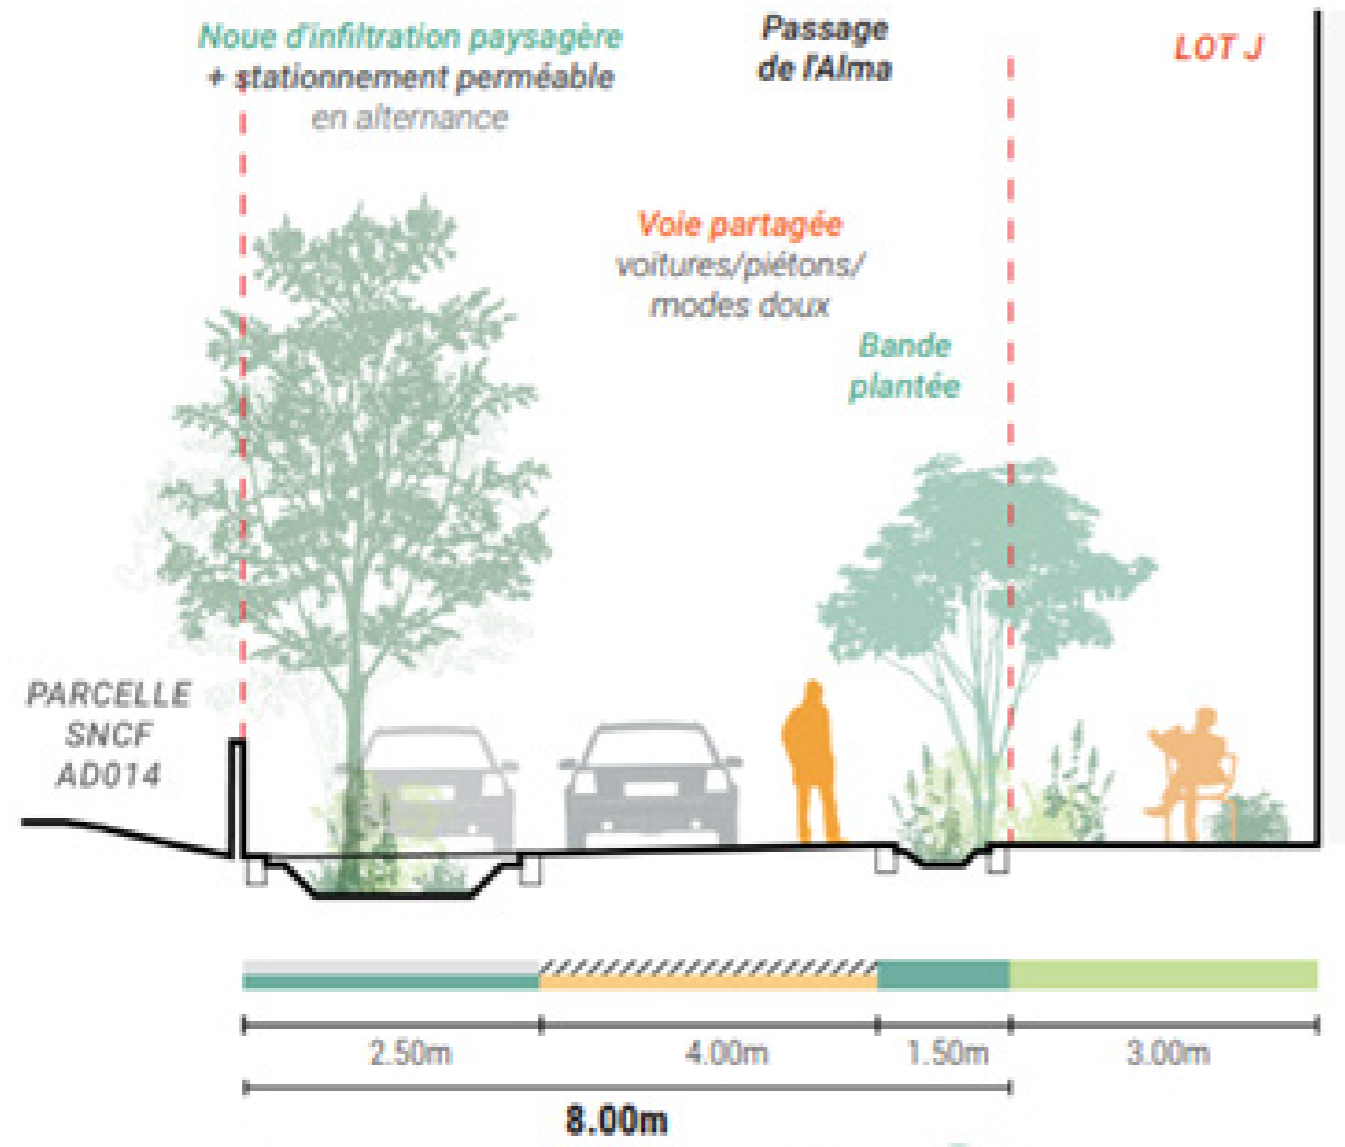 Noue d'infiltration paysagère
+ stationnement perméable
en alternance
Passage
de l'Alma
LOT J
Voie partagée
voitures/piétons/
modes doux
Bande
plantée
PARCELLE
SNCF
AD014
2.50m
4.00m
1.50m
3.00m
8.00m